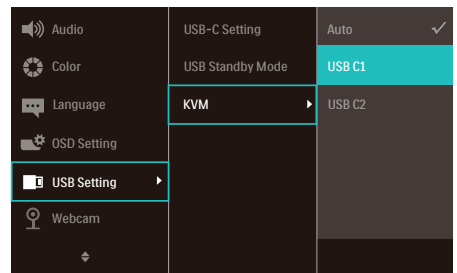 Audio
Color
Language
OSD Setting
USB Setting
Webcam
USB-C Setting
USB Standby Mode
KVM
Auto
USB C1
USB C2